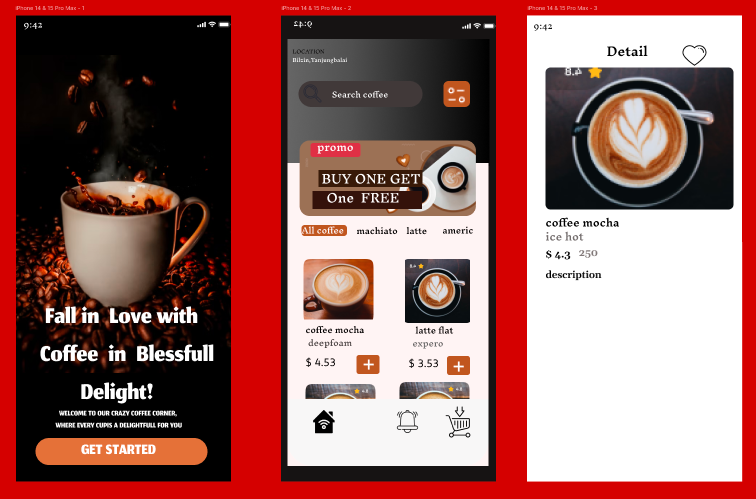 iPhone 14 & 15 Pro Max - 1
9:42
Fall in Love with
Coffee in Blessfull
Delight!
WELCOME TO OUR CRAZY COFFEE CORNER,
WHERE EVERY CUPIS A DELIGHTFULL FOR YOU
GET STARTED
iPhone 14 & 15 Pro Max - 2
LOCATION
Bilzin,Tanjungbalai
Search coffee
promo
BUY ONE GET
One FREE
All coffee machiato latte americ
4.8
coffee mocha latte flat
deepfoam expero
$ 4.53 $ 3.53
+ +
4.8 4.8
iPhone 14 & 15 Pro Max - 3
9:42
Detail
8.4
coffee mocha
ice hot
$ 4.3 250
description